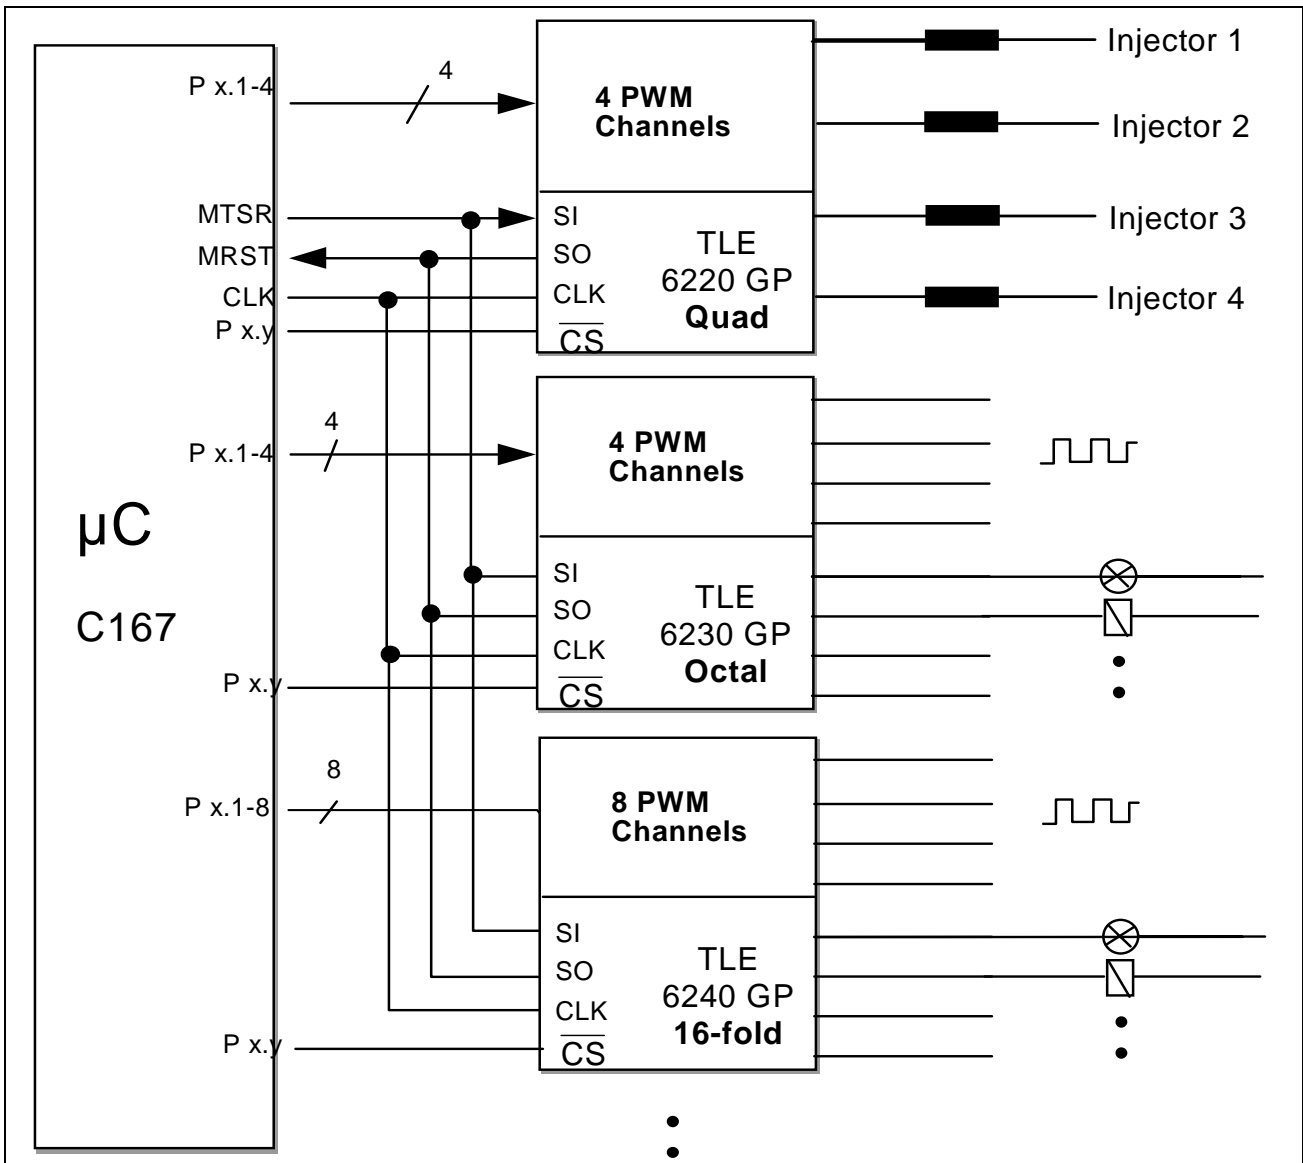 P x.1-4
4
4 PWM
Channels
Injector 1
Injector 2
MTSR
SI
TLE
Injector 3
MRST
SO
6220 GP
CLK
CLK
Quad
Injector 4
P x.y
CS
P x.1-4
4
4 PWM
Channels
µC
C167
SI
TLE
SO
6230 GP
CLK
Octal
P x.y
CS
P x.1-8
8
8 PWM
Channels
SI
TLE
SO
6240 GP
CLK
16-fold
P x.y
CS